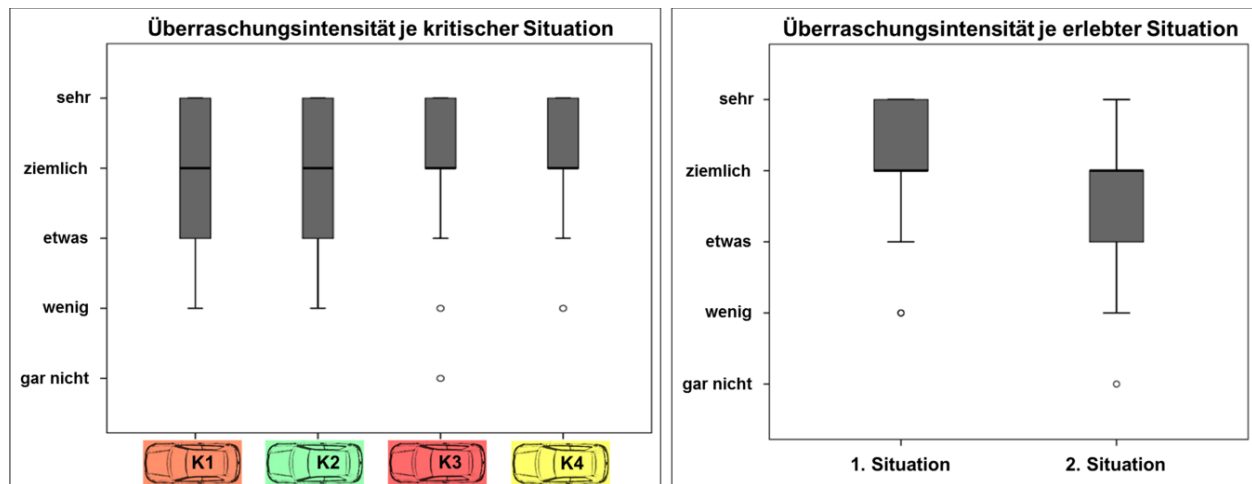 Überraschungsintensität je kritischer Situation
sehr
ziemlich
etwas
wenig
gar nicht
K1 K2 K3 K4
Überraschungsintensität je erlebter Situation
sehr
ziemlich
etwas
wenig
gar nicht
1. Situation 2. Situation